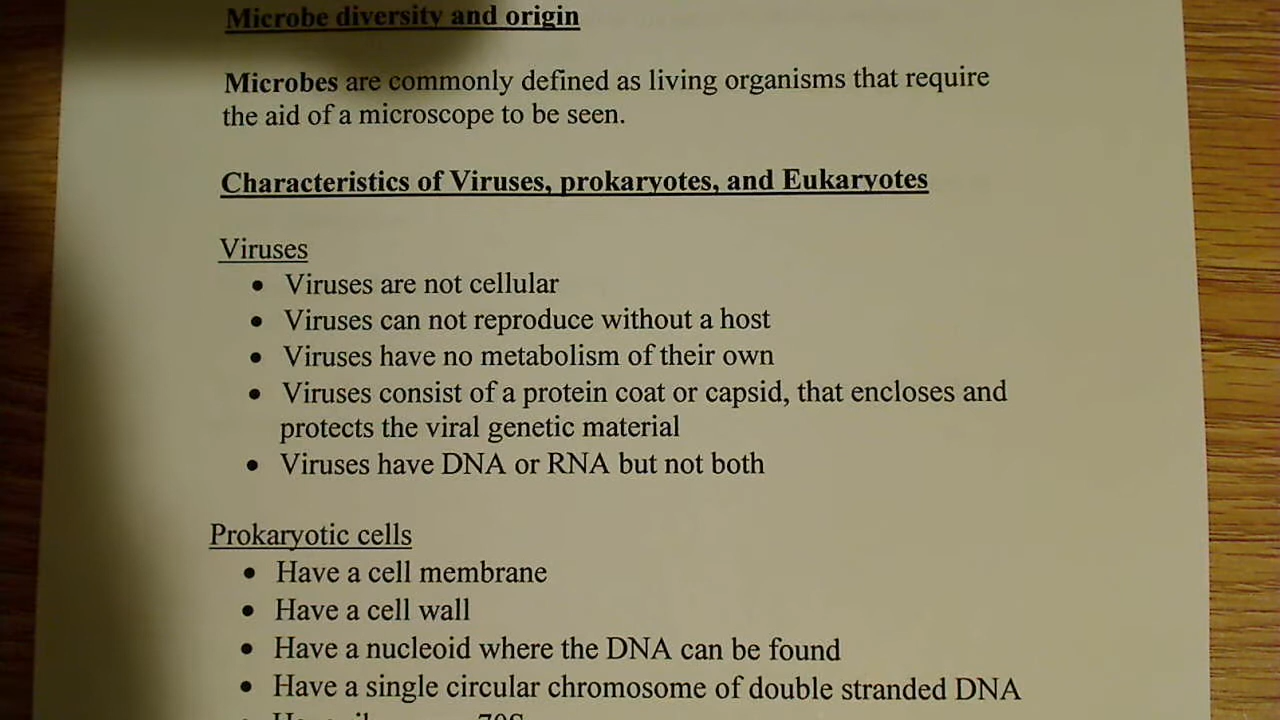 Microbe diversity and origin
Microbes are commonly defined as living organisms that require
the aid of a microscope to be seen.
Characteristics of Viruses, prokaryotes, and Eukaryotes
Viruses
• Viruses are not cellular
• Viruses can not reproduce without a host
• Viruses have no metabolism of their own
• Viruses consist of a protein coat or capsid, that encloses and
protects the viral genetic material
• Viruses have DNA or RNA but not both
Prokaryotic cells
• Have a cell membrane
• Have a cell wall
• Have a nucleoid where the DNA can be found
• Have a single circular chromosome of double stranded DNA